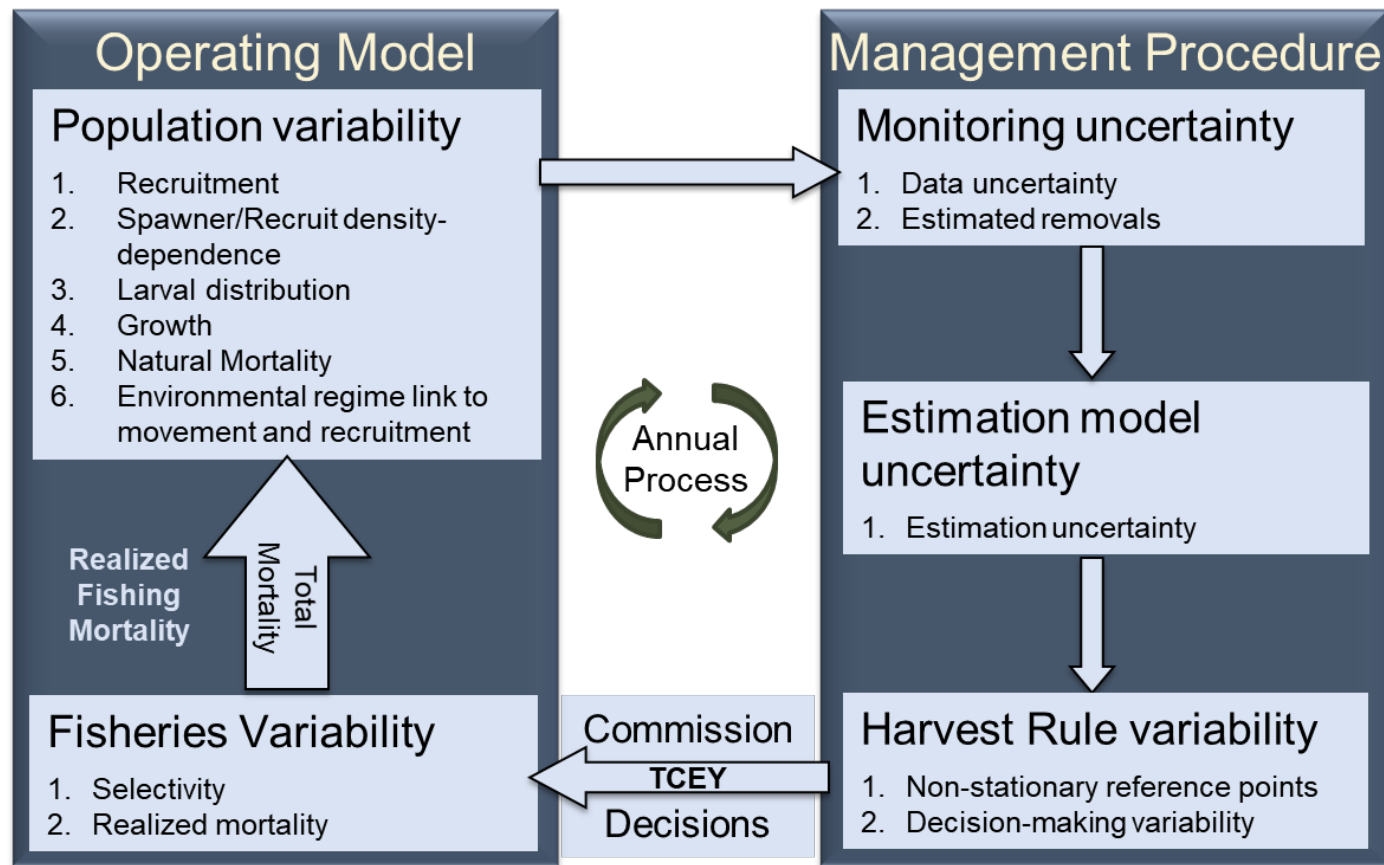 Operating Model
Population variability
1. Recruitment
2. Spawner/Recruit density-
dependence
3. Larval distribution
4. Growth
5. Natural Mortality
6. Environmental regime link to
movement and recruitment
Realized
Fishing
Mortality
Total
Mortality
Fisheries Variability
1. Selectivity
2. Realized mortality
Annual
Process
Commission
TCEY
Decisions
Management Procedure
Monitoring uncertainty
1. Data uncertainty
2. Estimated removals
Estimation model
uncertainty
1. Estimation uncertainty
Harvest Rule variability
1. Non-stationary reference points
2. Decision-making variability